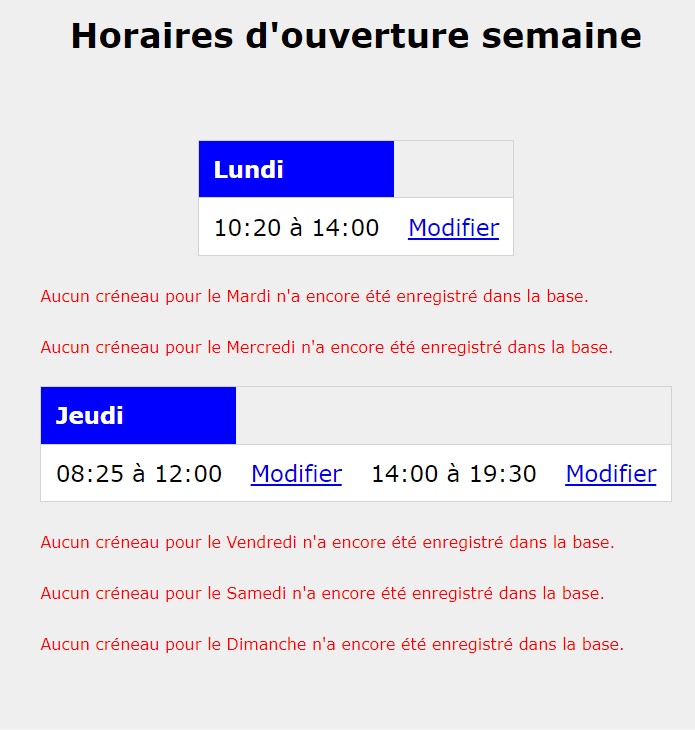 Horaires d'ouverture semaine
Lundi
10:20 à 14:00 Modifier
Aucun créneau pour le Mardi n'a encore été enregistré dans la base.
Aucun créneau pour le Mercredi n'a encore été enregistré dans la base.
Jeudi
08:25 à 12:00 Modifier 14:00 à 19:30 Modifier
Aucun créneau pour le Vendredi n'a encore été enregistré dans la base.
Aucun créneau pour le Samedi n'a encore été enregistré dans la base.
Aucun créneau pour le Dimanche n'a encore été enregistré dans la base.